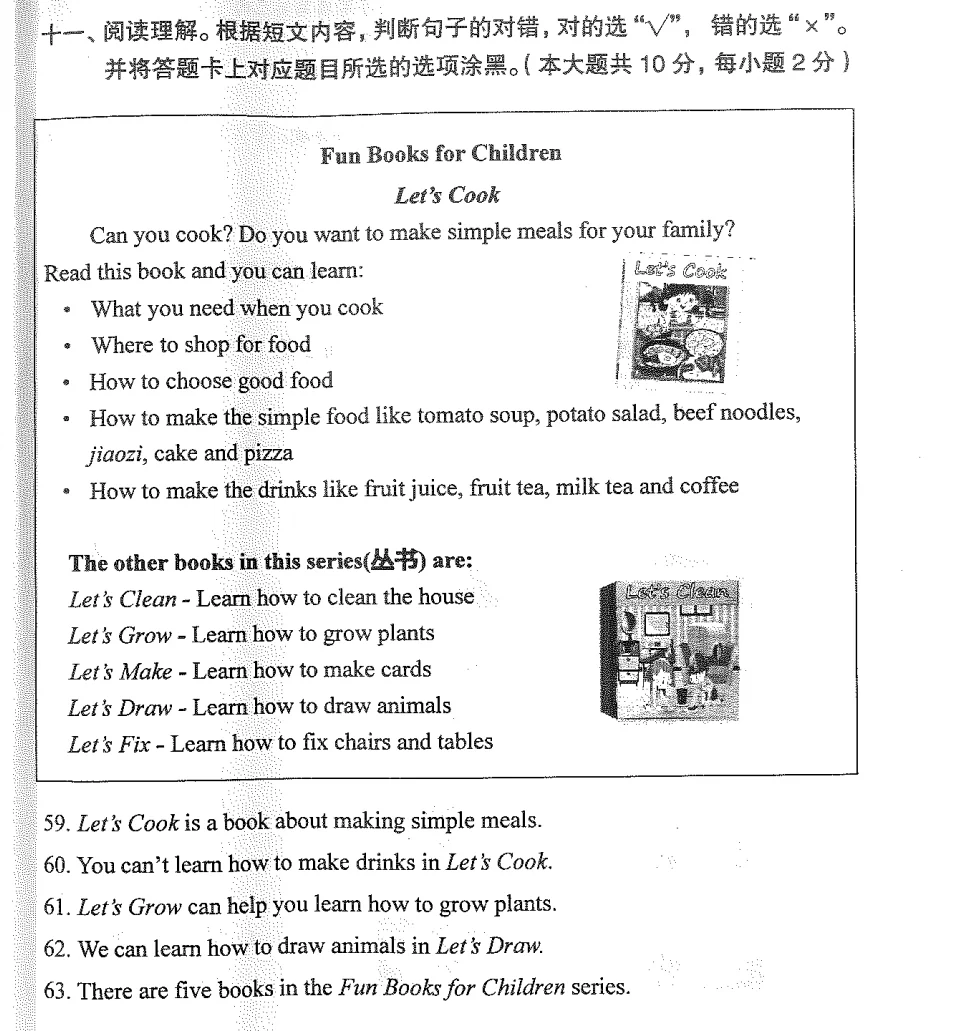 十一、阅读理解。根据短文内容,判断句子的对错,对的选“√”, 错的选“×”。
并将答题卡上对应题目所选的选项涂黑。(本大题共 10 分,每小题 2 分)
Fun Books for Children
Let's Cook
Can you cook? Do you want to make simple meals for your family?
Read this book and you can learn:
Let's Cook
• What you need when you cook
• Where to shop for food
• How to choose good food
• How to make the simple food like tomato soup, potato salad, beef noodles,
jiaozi, cake and pizza
• How to make the drinks like fruit juice, fruit tea, milk tea and coffee
The other books in this series(丛书) are:
Let's Clean
Let's Clean - Learn how to clean the house
Let's Grow - Learn how to grow plants
Let's Make - Learn how to make cards
Let's Draw - Learn how to draw animals
Let's Fix - Learn how to fix chairs and tables
59. Let's Cook is a book about making simple meals.
60. You can't learn how to make drinks in Let's Cook.
61. Let's Grow can help you learn how to grow plants.
62. We can learn how to draw animals in Let's Draw.
63. There are five books in the Fun Books for Children series.